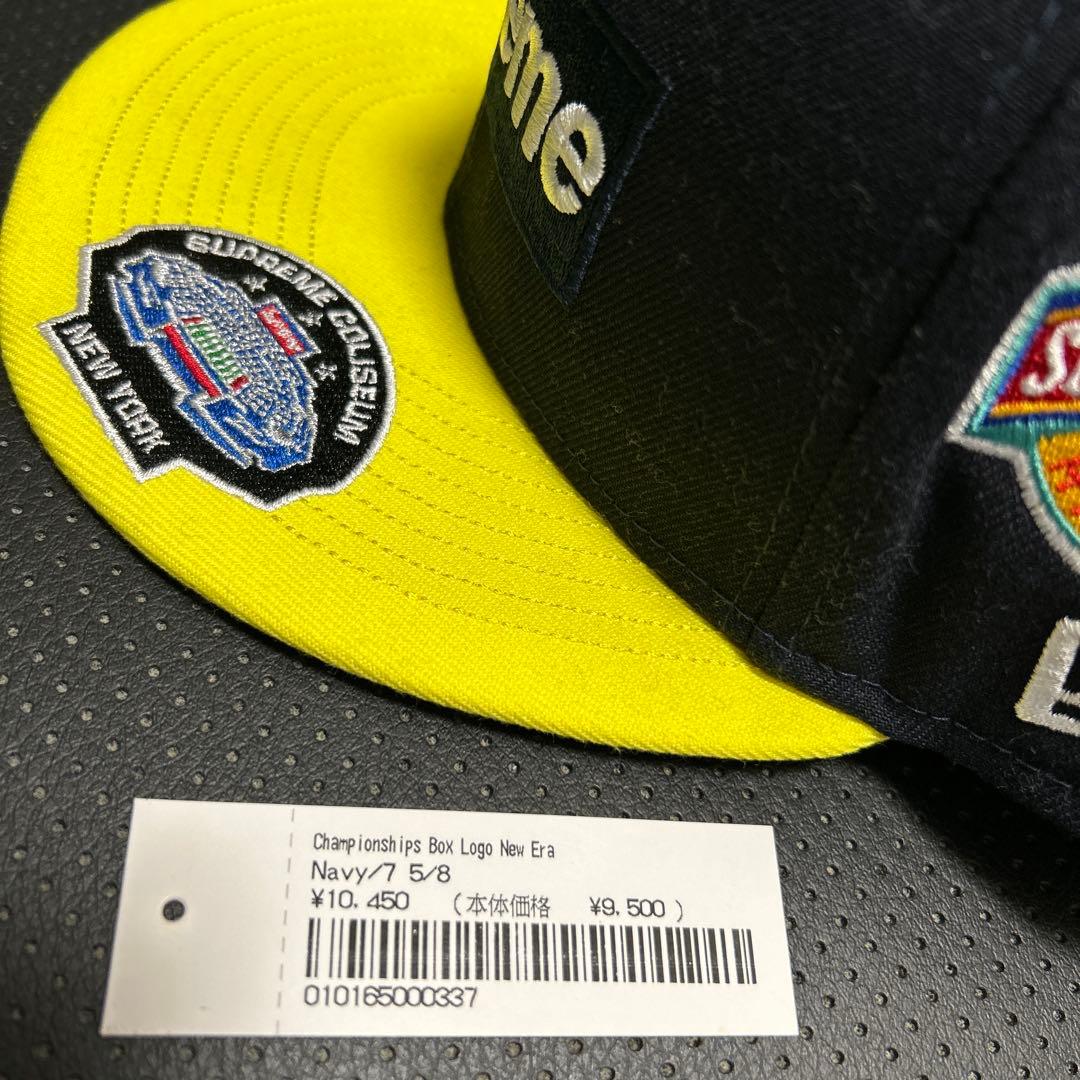 SUPREME COLISEUM
NEW YORK
Championships Box Logo New Era
Navy/7 5/8
¥10,450 (本体価格 ¥9,500)
010165000337